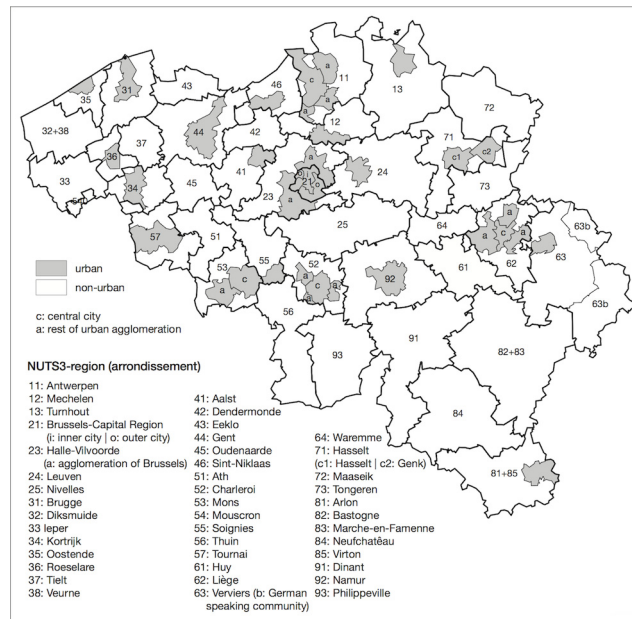 a
c
11
a
a
13
43
46
31
35
12
72
32+38
44
42
37
71
36
c1
c2
a
41
24
o
21
i
o
33
34
45
73
23
a
a
63b
25
64
57
51
a
c
a
a
63
62
55
53
52
a
c
a
c
a
a
92
61
63b
56
93
91
82+83
84
81+85
urban
non-urban
c: central city
a: rest of urban agglomeration
NUTS3-region (arrondissement)
11: Antwerpen
12: Mechelen
13: Turnhout
21: Brussels-Capital Region
(i: inner city | o: outer city)
23: Halle-Vilvoorde
(a: agglomeration of Brussels)
24: Leuven
25: Nivelles
31: Brugge
32: Diksmuide
33 Ieper
34: Kortrijk
35: Oostende
36: Roeselare
37: Tielt
38: Veurne
41: Aalst
42: Dendermonde
43: Eeklo
44: Gent
45: Oudenaarde
46: Sint-Niklaas
51: Ath
52: Charleroi
53: Mons
54: Mouscron
55: Soignies
56: Thuin
57: Tournai
61: Huy
62: Liège
63: Verviers (b: German
speaking community)
64: Waremme
71: Hasselt
(c1: Hasselt | c2: Genk)
72: Maaseik
73: Tongeren
81: Arlon
82: Bastogne
83: Marche-en-Famenne
84: Neufchatêau
85: Virton
91: Dinant
92: Namur
93: Philippeville